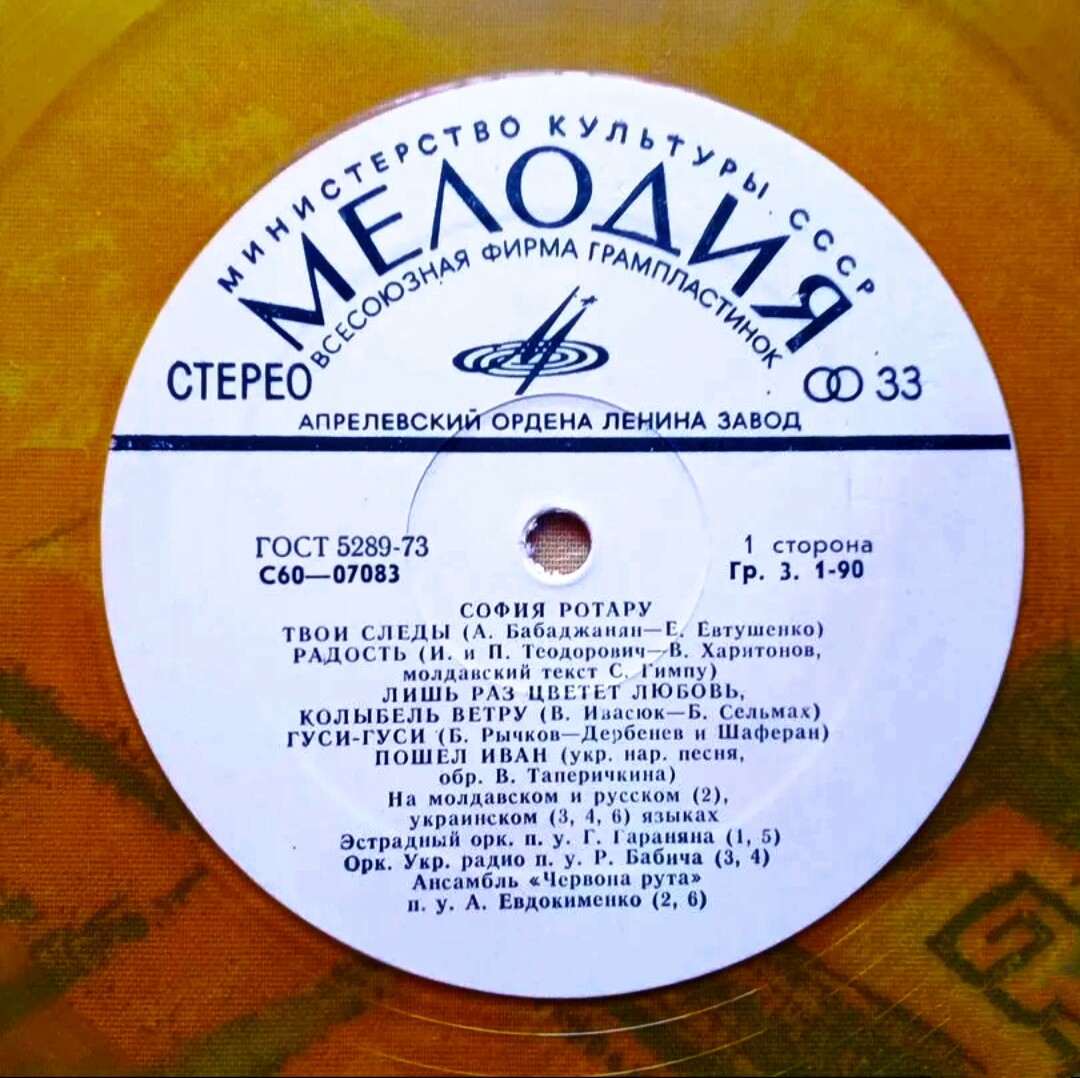 МИНИСТЕРСТВО КУЛЬТУРЫ СССР
МЕЛОДИЯ
ВСЕСОЮЗНАЯ ФИРМА ГРАМПЛАСТИНОК
СТЕРЕО
33
АПРЕЛЕВСКИЙ ОРДЕНА ЛЕНИНА ЗАВОД
ГОСТ 5289-73
1 сторона
С60—07083
Гр. 3. 1-90
СОФИЯ РОТАРУ
ТВОИ СЛЕДЫ (А. Бабаджанян—Е. Евтушенко)
РАДОСТЬ (И. и П. Теодорович—В. Харитонов,
молдавский текст С. Гимпу)
ЛИШЬ РАЗ ЦВЕТЕТ ЛЮБОВЬ,
КОЛЫБЕЛЬ ВЕТРУ (В. Ивасюк—Б. Сельмах)
ГУСИ-ГУСИ (Б. Рычков—Дербенев и Шаферан)
ПОШЕЛ ИВАН (укр. нар. песня,
обр. В. Таперичкина)
На молдавском и русском (2),
украинском (3, 4, 6) языках
Эстрадный орк. п. у. Г. Гараняна (1, 5)
Орк. Укр. радио п. у. Р. Бабича (3, 4)
Ансамбль «Червона рута»
п. у. А. Евдокименко (2, 6)